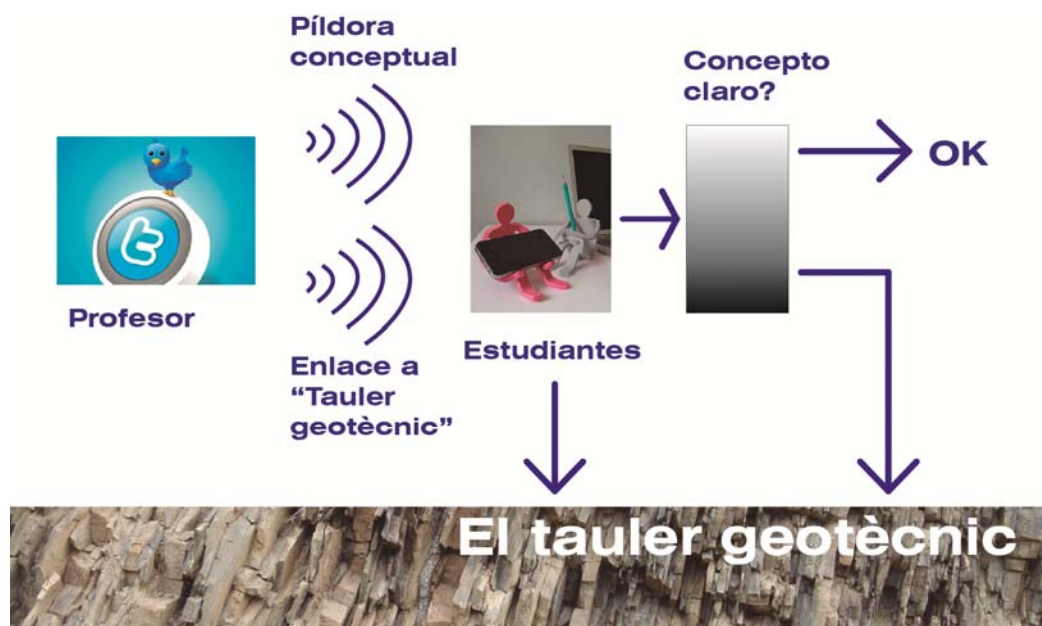 Píldora
conceptual
Concepto
claro?
OK
Profesor
Estudiantes
Enlace a
“Tauler
geotècnic”
El tauler geotècnic